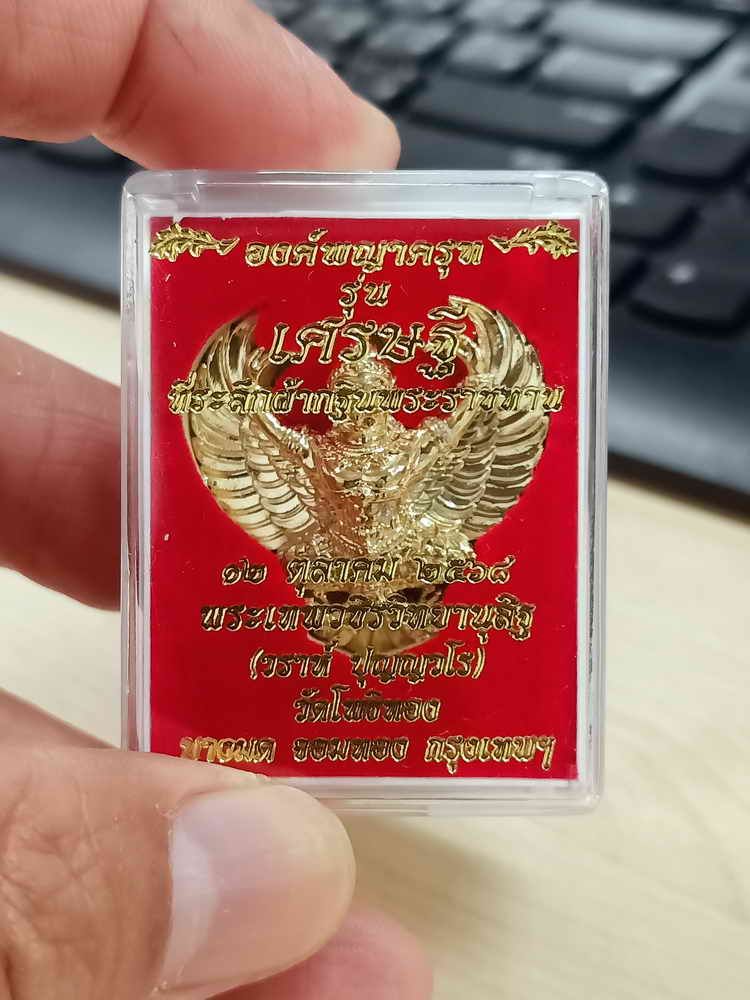 องค์พญาครุฑ
รุ่น
เศรษฐี
ที่ระลึกผ้ากฐินพระราชทาน
๑๒ ตุลาคม ๒๕๖๘
พระเทพวชิรวิทยานุสิฐ
(วราห์ ปุญฺญวโร)
วัดโพธิทอง
บางมด จอมทอง กรุงเทพฯ